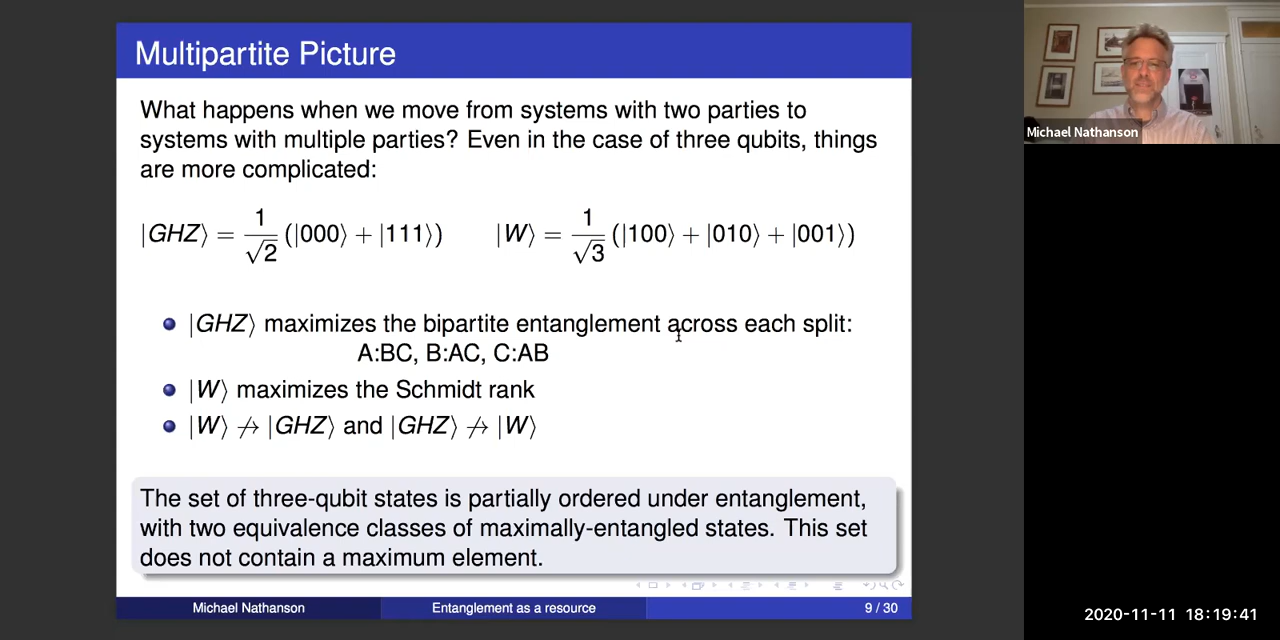 Multipartite Picture
What happens when we move from systems with two parties to
systems with multiple parties? Even in the case of three qubits, things
are more complicated:
|GHZ⟩ = 1/√2 (|000⟩ + |111⟩) |W⟩ = 1/√3 (|100⟩ + |010⟩ + |001⟩)
|GHZ⟩ maximizes the bipartite entanglement across each split:
A:BC, B:AC, C:AB
|W⟩ maximizes the Schmidt rank
|W⟩ ↛ |GHZ⟩ and |GHZ⟩ ↛ |W⟩
The set of three-qubit states is partially ordered under entanglement,
with two equivalence classes of maximally-entangled states. This set
does not contain a maximum element.
Michael Nathanson Entanglement as a resource 9 / 30
Michael Nathanson
2020-11-11 18:19:41